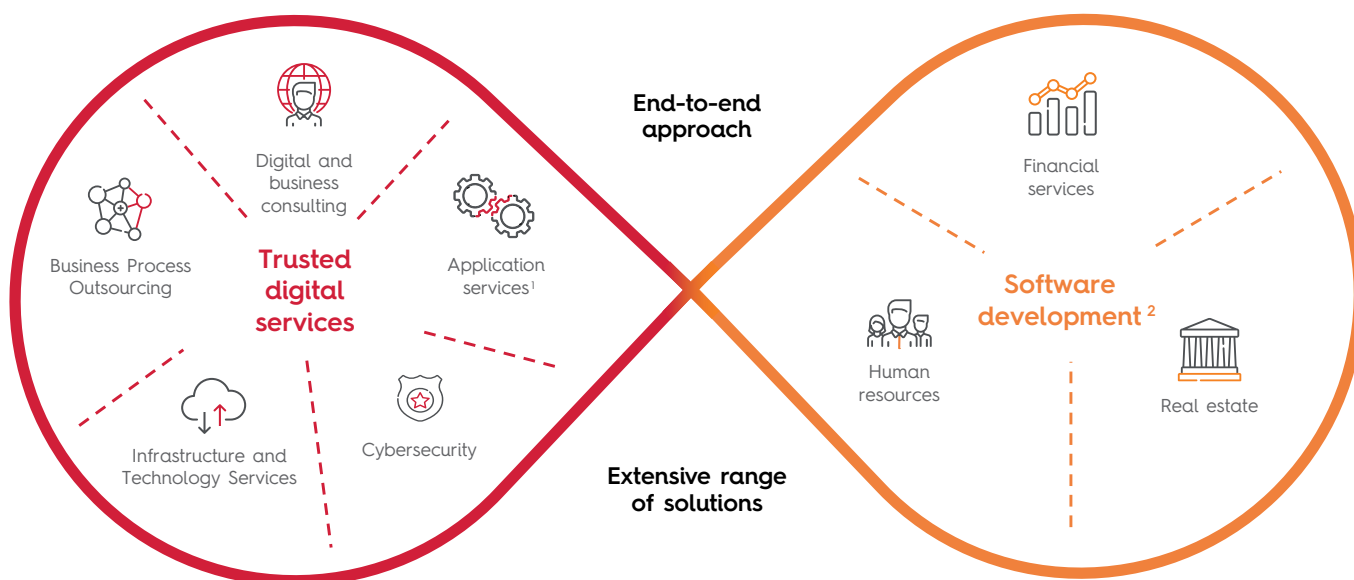 Digital and
business
consulting
Business Process
Outsourcing
Trusted
digital
services
Application
services¹
Infrastructure and
Technology Services
Cybersecurity
End-to-end
approach
Extensive range
of solutions
Financial
services
Software
development ²
Human
resources
Real estate